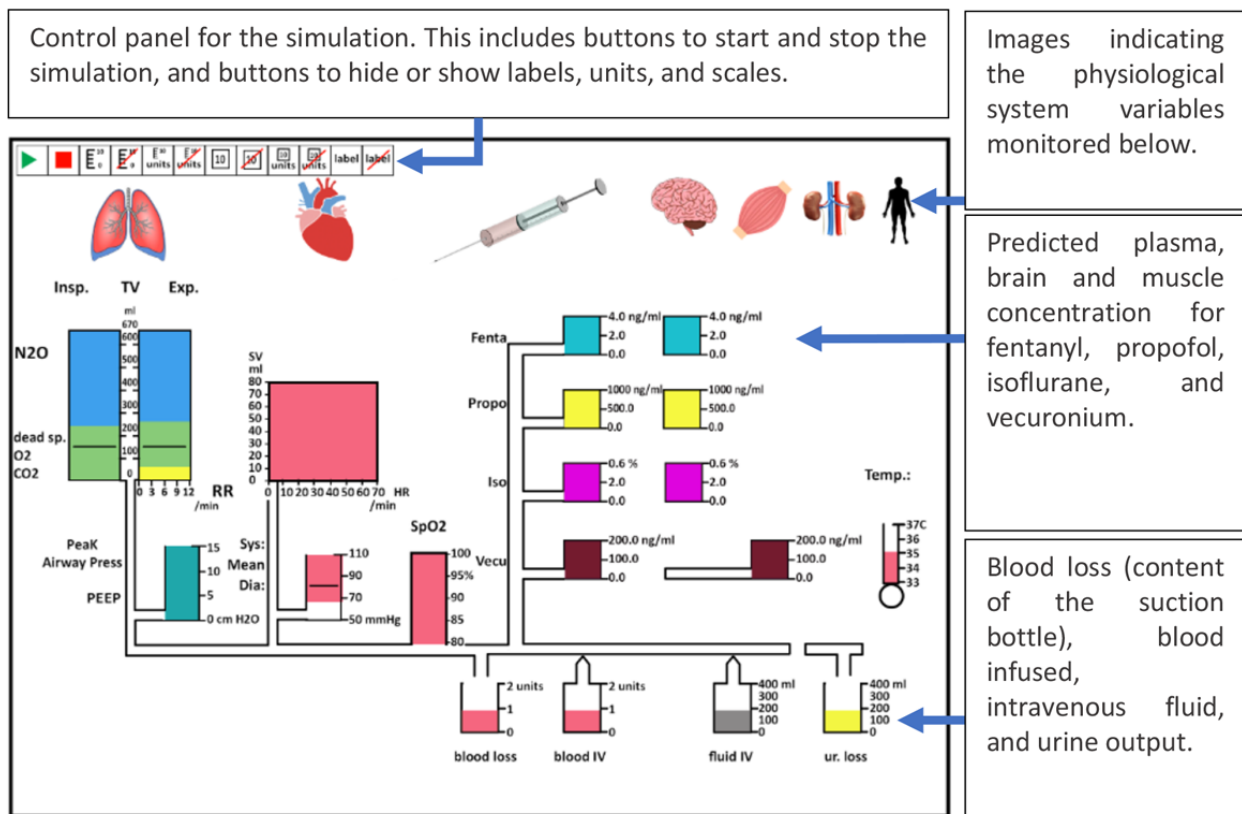 Control panel for the simulation. This includes buttons to start and stop the
simulation, and buttons to hide or show labels, units, and scales.
Images indicating
the physiological
system variables
monitored below.
10
0
10
units
10
10
units
label
label
Insp. TV Exp.
ml
670
600
500
400
300
200
100
0
N2O
dead sp.
O2
CO2
0 3 6 9 12
/min
RR
SV
ml
80
70
60
50
40
30
20
10
0
0 10 20 30 40 50 60 70
/min
HR
PeaK
Airway Press
PEEP
15
10
5
0 cm H2O
Sys:
Mean
Dia:
110
90
70
50 mmHg
SpO2
100
95%
90
85
80
Fenta
4.0 ng/ml
2.0
0.0
4.0 ng/ml
2.0
0.0
Propo
1000 ng/ml
500.0
0.0
1000 ng/ml
500.0
0.0
Iso
0.6 %
2.0
0.0
0.6 %
2.0
0.0
Vecu
200.0 ng/ml
100.0
0.0
200.0 ng/ml
100.0
0.0
Temp.:
37C
36
35
34
33
2 units
1
0
blood loss
2 units
1
0
blood IV
400 ml
300
200
100
0
fluid IV
400 ml
300
200
100
0
ur. loss
Predicted plasma,
brain and muscle
concentration for
fentanyl, propofol,
isoflurane, and
vecuronium.
Blood loss (content
of the suction
bottle), blood
infused,
intravenous fluid,
and urine output.